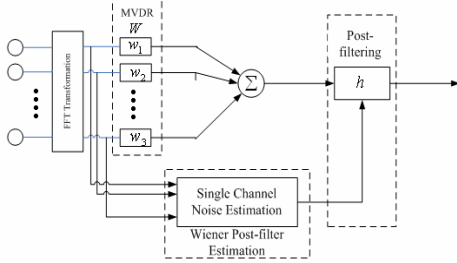 MVDR
W
Post-
filtering
FFT Transformation
w1
w2
w3
Σ
h
Single Channel
Noise Estimation
Wiener Post-filter
Estimation